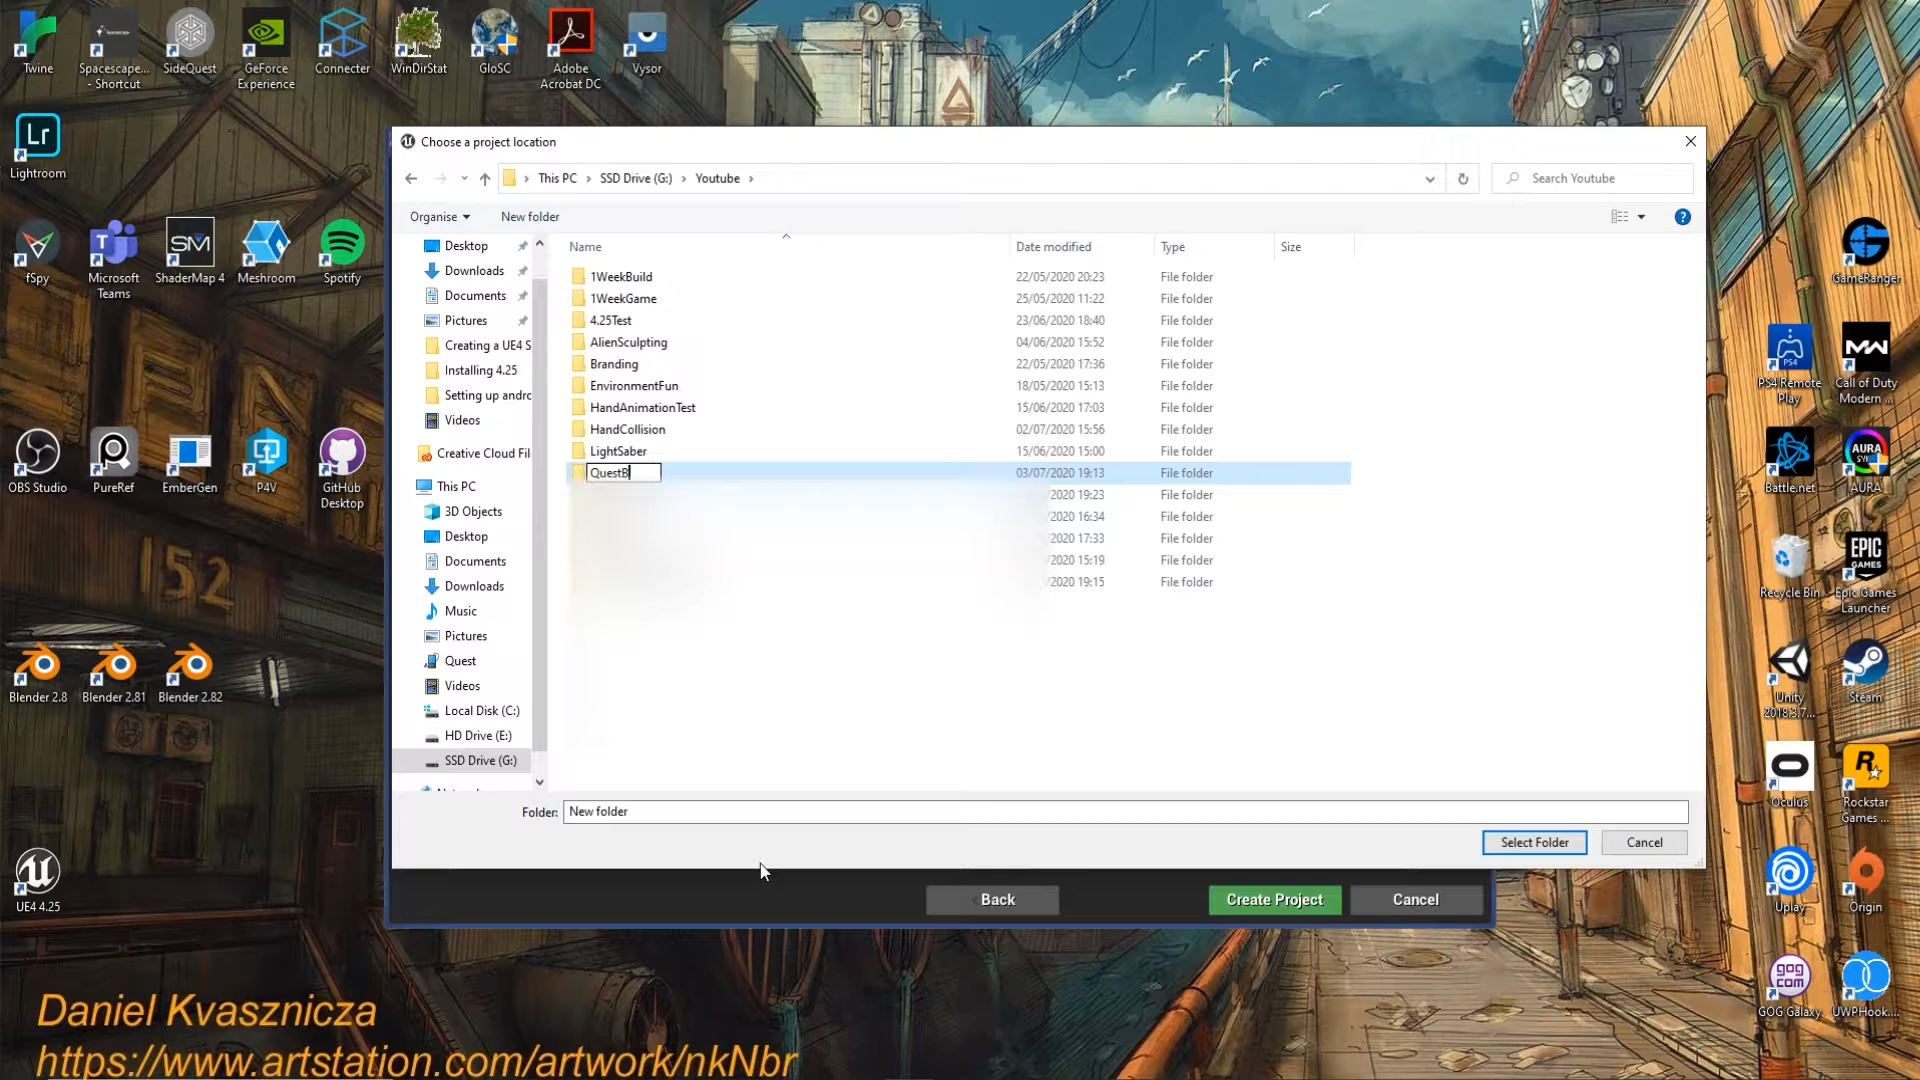 Twine
Spacescape...
- Shortcut
SideQuest
GeForce
Experience
Connecter
WinDirStat
GloSC
Adobe
Acrobat DC
Vysor
Lr
Lightroom
fSpy
Microsoft
Teams
SM
ShaderMap 4
Meshroom
Spotify
OBS Studio
PureRef
EmberGen
P4V
GitHub
Desktop
152
Blender 2.8
Blender 2.81
Blender 2.82
UE4 4.25
Choose a project location
This PC > SSD Drive (G:) > Youtube >
Search Youtube
Organise
New folder
Desktop
Downloads
Documents
Pictures
Creating a UE4 S
Installing 4.25
Setting up andro
Videos
Creative Cloud Fil
This PC
3D Objects
Desktop
Documents
Downloads
Music
Pictures
Quest
Videos
Local Disk (C:)
HD Drive (E:)
SSD Drive (G:)
Name Date modified Type Size
1WeekBuild 22/05/2020 20:23 File folder
1WeekGame 25/05/2020 11:22 File folder
4.25Test 23/06/2020 18:40 File folder
AlienSculpting 04/06/2020 15:52 File folder
Branding 22/05/2020 17:36 File folder
EnvironmentFun 18/05/2020 15:13 File folder
HandAnimationTest 15/06/2020 17:03 File folder
HandCollision 02/07/2020 15:56 File folder
LightSaber 15/06/2020 15:00 File folder
QuestB 03/07/2020 19:13 File folder
/2020 19:23 File folder
/2020 16:34 File folder
/2020 17:33 File folder
/2020 15:19 File folder
/2020 19:15 File folder
Folder: New folder
Select Folder
Cancel
Back
Create Project
Cancel
GameRanger
PS4
PS4 Remote
Play
Call of Duty
Modern ...
Battle.net
AURA
AURA
Recycle Bin
EPIC
GAMES
Epic Games
Launcher
Unity
2018.3.7...
Steam
Oculus
Rockstar
Games ...
Uplay
Origin
gog
com
GOG Galaxy
UWPHook....
Daniel Kvasznicza
https://www.artstation.com/artwork/nkNbr